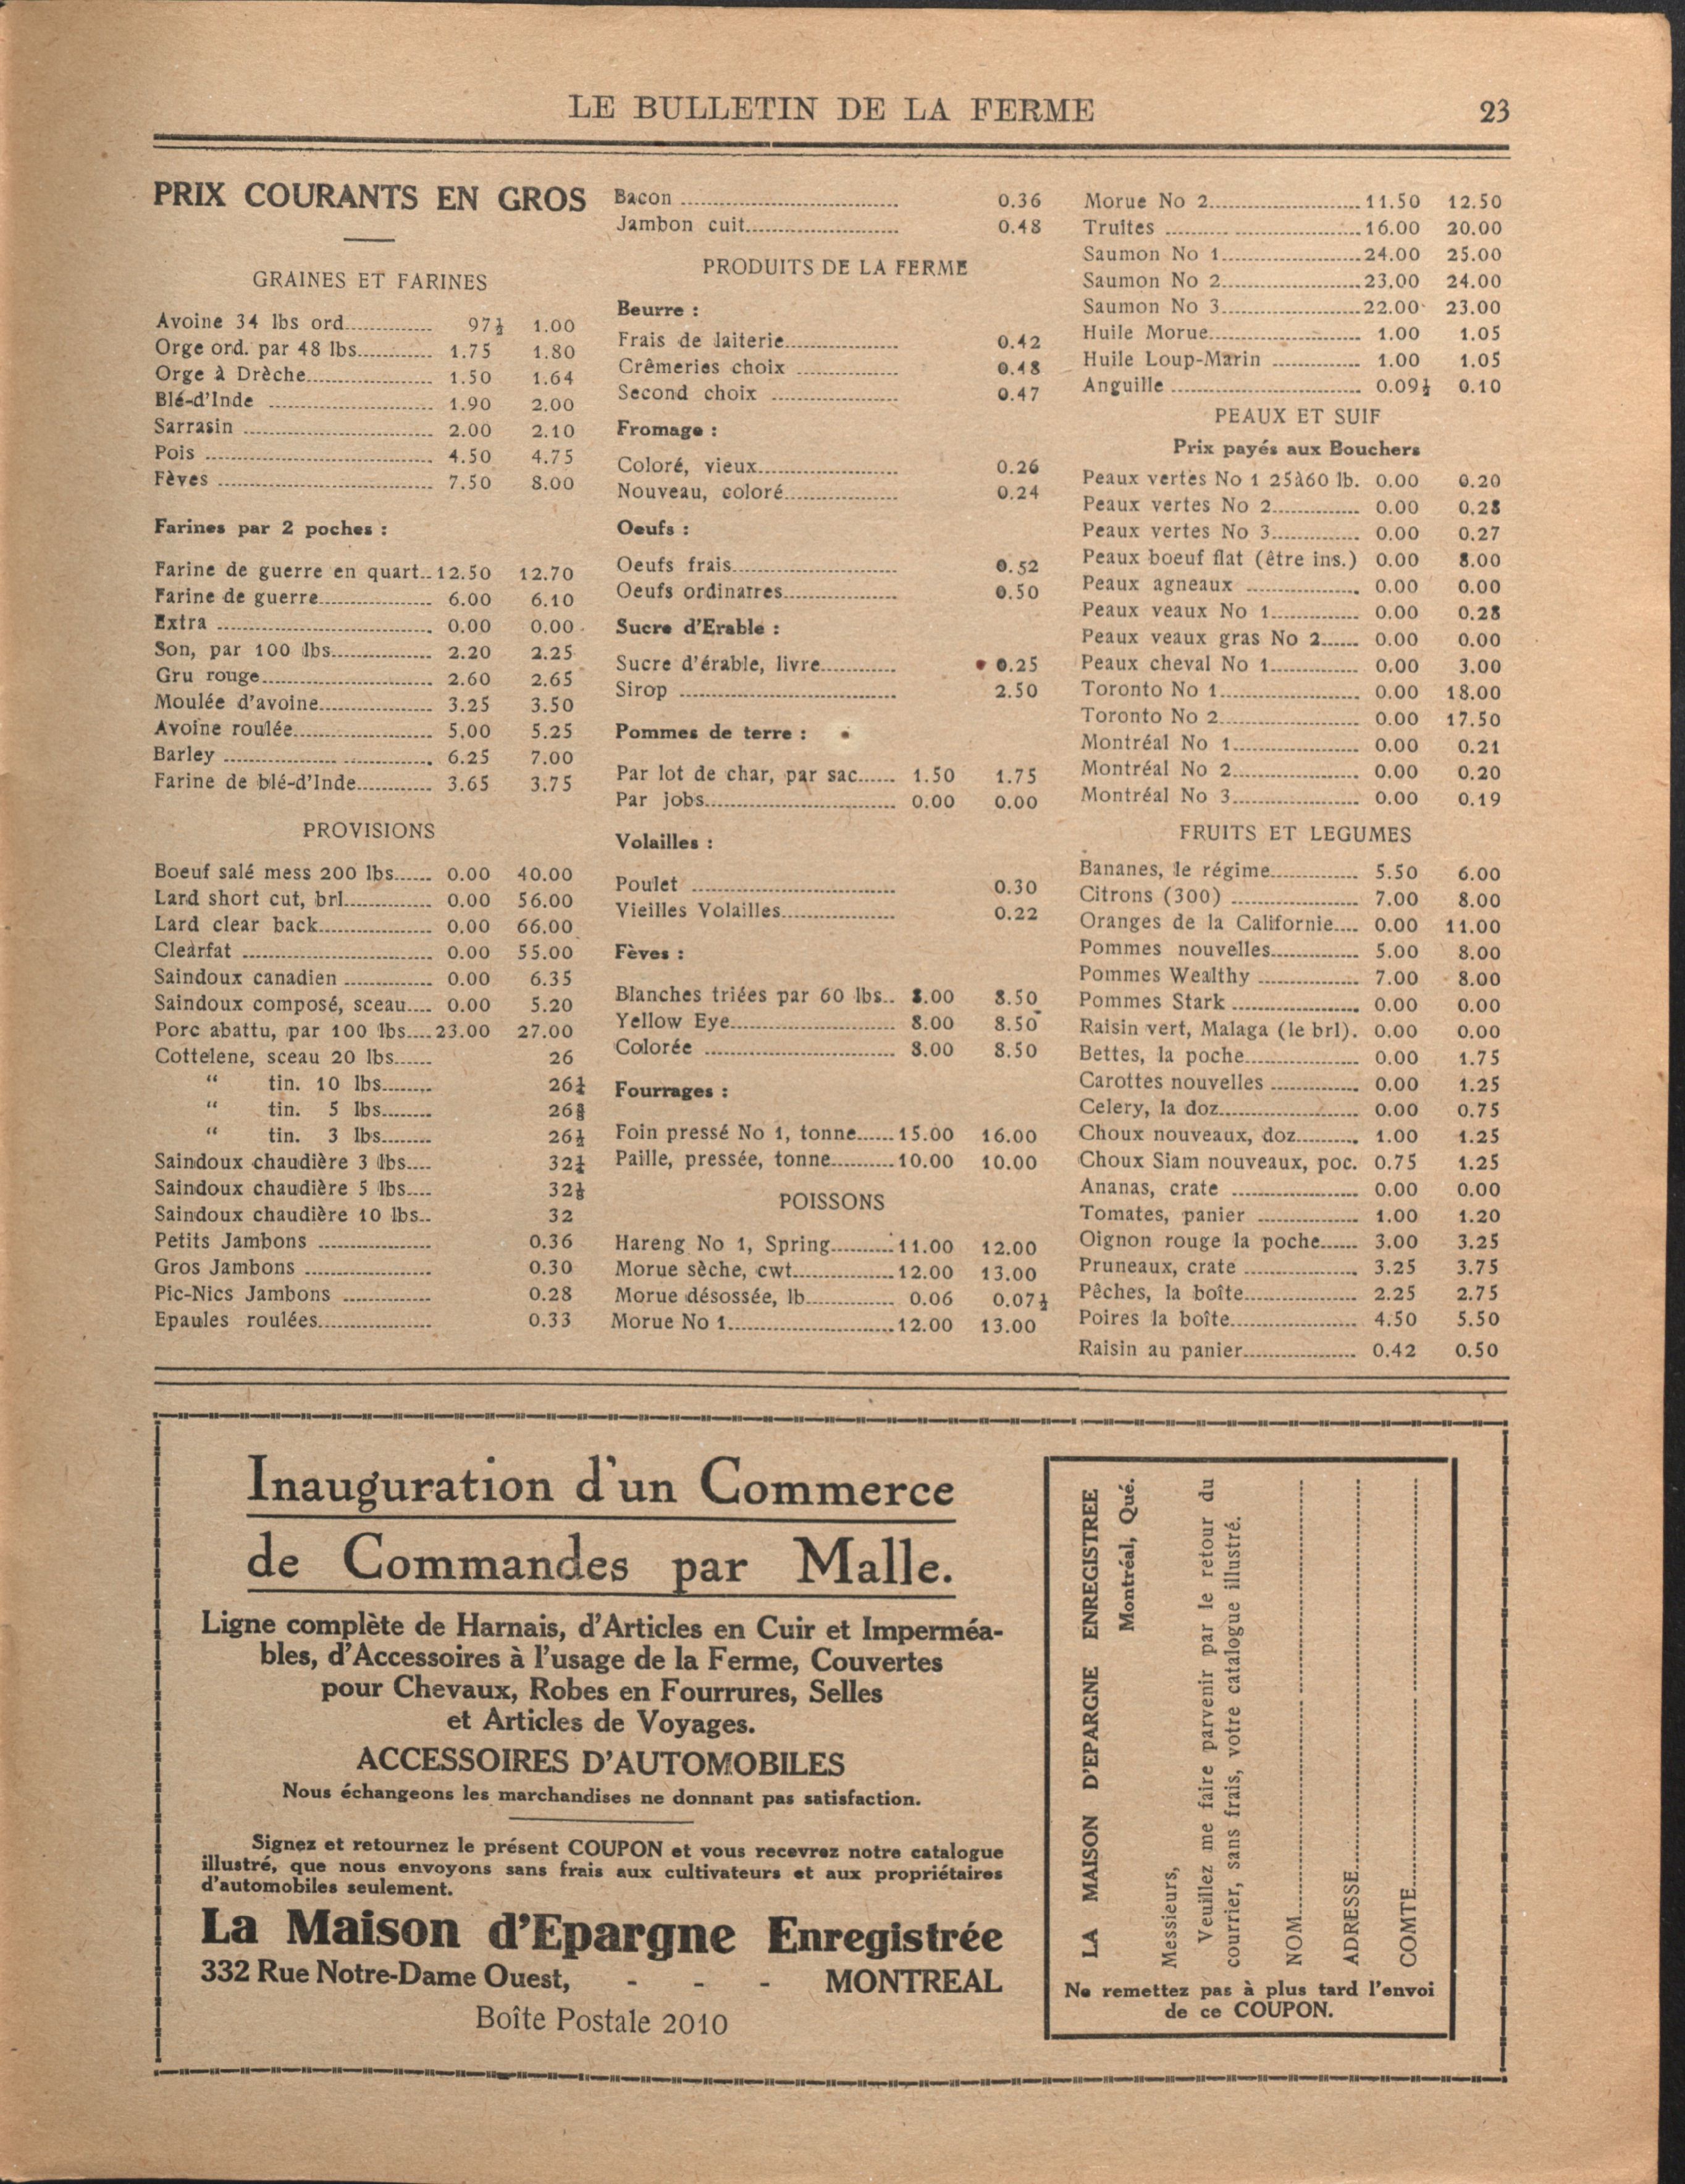 LE BULLETIN DE LA FERME 23
PRIX COURANTS EN GROS
GRAINES ET FARINES
Avoine 34 lbs ord. 97½ 1.00
Orge ord. par 48 lbs. 1.75 1.80
Orge à Drèche. 1.50 1.64
Blé-d'Inde 1.90 2.00
Sarrasin 2.00 2.10
Pois 4.50 4.75
Fèves 7.50 8.00
Farines par 2 poches :
Farine de guerre en quart.. 12.50 12.70
Farine de guerre. 6.00 6.10
Extra 0.00 0.00
Son, par 100 lbs. 2.20 2.25
Gru rouge. 2.60 2.65
Moulée d'avoine. 3.25 3.50
Avoine roulée. 5.00 5.25
Barley 6.25 7.00
Farine de blé-d'Inde. 3.65 3.75
PROVISIONS
Boeuf salé mess 200 lbs. 0.00 40.00
Lard short cut, brl. 0.00 56.00
Lard clear back. 0.00 66.00
Clearfat 0.00 55.00
Saindoux canadien 0.00 6.35
Saindoux composé, sceau. 0.00 5.20
Porc abattu, par 100 lbs. 23.00 27.00
Cottelene, sceau 20 lbs. 26
" tin. 10 lbs. 26¼
" tin. 5 lbs. 26⅜
" tin. 3 lbs. 26½
Saindoux chaudière 3 lbs. 32¼
Saindoux chaudière 5 lbs. 32⅛
Saindoux chaudière 10 lbs.. 32
Petits Jambons 0.36
Gros Jambons 0.30
Pic-Nics Jambons 0.28
Epaules roulées. 0.33
Bacon 0.36
Jambon cuit. 0.48
PRODUITS DE LA FERME
Beurre :
Frais de laiterie. 0.42
Crêmeries choix 0.48
Second choix 0.47
Fromage :
Coloré, vieux. 0.26
Nouveau, coloré. 0.24
Oeufs :
Oeufs frais. 0.52
Oeufs ordinatres. 0.50
Sucre d'Erable :
Sucre d'érable, livre. 0.25
Sirop 2.50
Pommes de terre :
Par lot de char, par sac. 1.50 1.75
Par jobs. 0.00 0.00
Volailles :
Poulet 0.30
Vieilles Volailles. 0.22
Fèves :
Blanches triées par 60 lbs.. 8.00 8.50
Yellow Eye. 8.00 8.50
Colorée 8.00 8.50
Fourrages :
Foin pressé No 1, tonne. 15.00 16.00
Paille, pressée, tonne. 10.00 10.00
POISSONS
Hareng No 1, Spring. 11.00 12.00
Morue sèche, cwt. 12.00 13.00
Morue désossée, lb. 0.06 0.07½
Morue No 1. 12.00 13.00
Morue No 2. 11.50 12.50
Truites 16.00 20.00
Saumon No 1. 24.00 25.00
Saumon No 2. 23.00 24.00
Saumon No 3. 22.00 23.00
Huile Morue. 1.00 1.05
Huile Loup-Marin 1.00 1.05
Anguille 0.09½ 0.10
PEAUX ET SUIF
Prix payés aux Bouchers
Peaux vertes No 1 25à60 lb. 0.00 0.20
Peaux vertes No 2. 0.00 0.28
Peaux vertes No 3. 0.00 0.27
Peaux boeuf flat (être ins.) 0.00 8.00
Peaux agneaux 0.00 0.00
Peaux veaux No 1. 0.00 0.28
Peaux veaux gras No 2. 0.00 0.00
Peaux cheval No 1. 0.00 3.00
Toronto No 1. 0.00 18.00
Toronto No 2. 0.00 17.50
Montréal No 1. 0.00 0.21
Montréal No 2. 0.00 0.20
Montréal No 3. 0.00 0.19
FRUITS ET LEGUMES
Bananes, le régime. 5.50 6.00
Citrons (300) 7.00 8.00
Oranges de la Californie. 0.00 11.00
Pommes nouvelles. 5.00 8.00
Pommes Wealthy 7.00 8.00
Pommes Stark 0.00 0.00
Raisin vert, Malaga (le brl). 0.00 0.00
Bettes, la poche. 0.00 1.75
Carottes nouvelles 0.00 1.25
Celery, la doz. 0.00 0.75
Choux nouveaux, doz. 1.00 1.25
Choux Siam nouveaux, poc. 0.75 1.25
Ananas, crate 0.00 0.00
Tomates, panier 1.00 1.20
Oignon rouge la poche. 3.00 3.25
Pruneaux, crate 3.25 3.75
Pêches, la boîte. 2.25 2.75
Poires la boîte. 4.50 5.50
Raisin au panier. 0.42 0.50
Inauguration d'un Commerce
de Commandes par Malle.
Ligne complète de Harnais, d'Articles en Cuir et Imperméa-
bles, d'Accessoires à l'usage de la Ferme, Couvertes
pour Chevaux, Robes en Fourrures, Selles
et Articles de Voyages.
ACCESSOIRES D'AUTOMOBILES
Nous échangeons les marchandises ne donnant pas satisfaction.
Signez et retournez le présent COUPON et vous recevrez notre catalogue
illustré, que nous envoyons sans frais aux cultivateurs et aux propriétaires
d'automobiles seulement.
La Maison d'Epargne Enregistrée
332 Rue Notre-Dame Ouest, - - - MONTREAL
Boîte Postale 2010
LA MAISON D'EPARGNE ENREGISTREE
Montréal, Qué.
Messieurs,
Veuillez me faire parvenir par le retour du
courrier, sans frais, votre catalogue illustré.
NOM
ADRESSE
COMTE
Ne remettez pas à plus tard l'envoi
de ce COUPON.